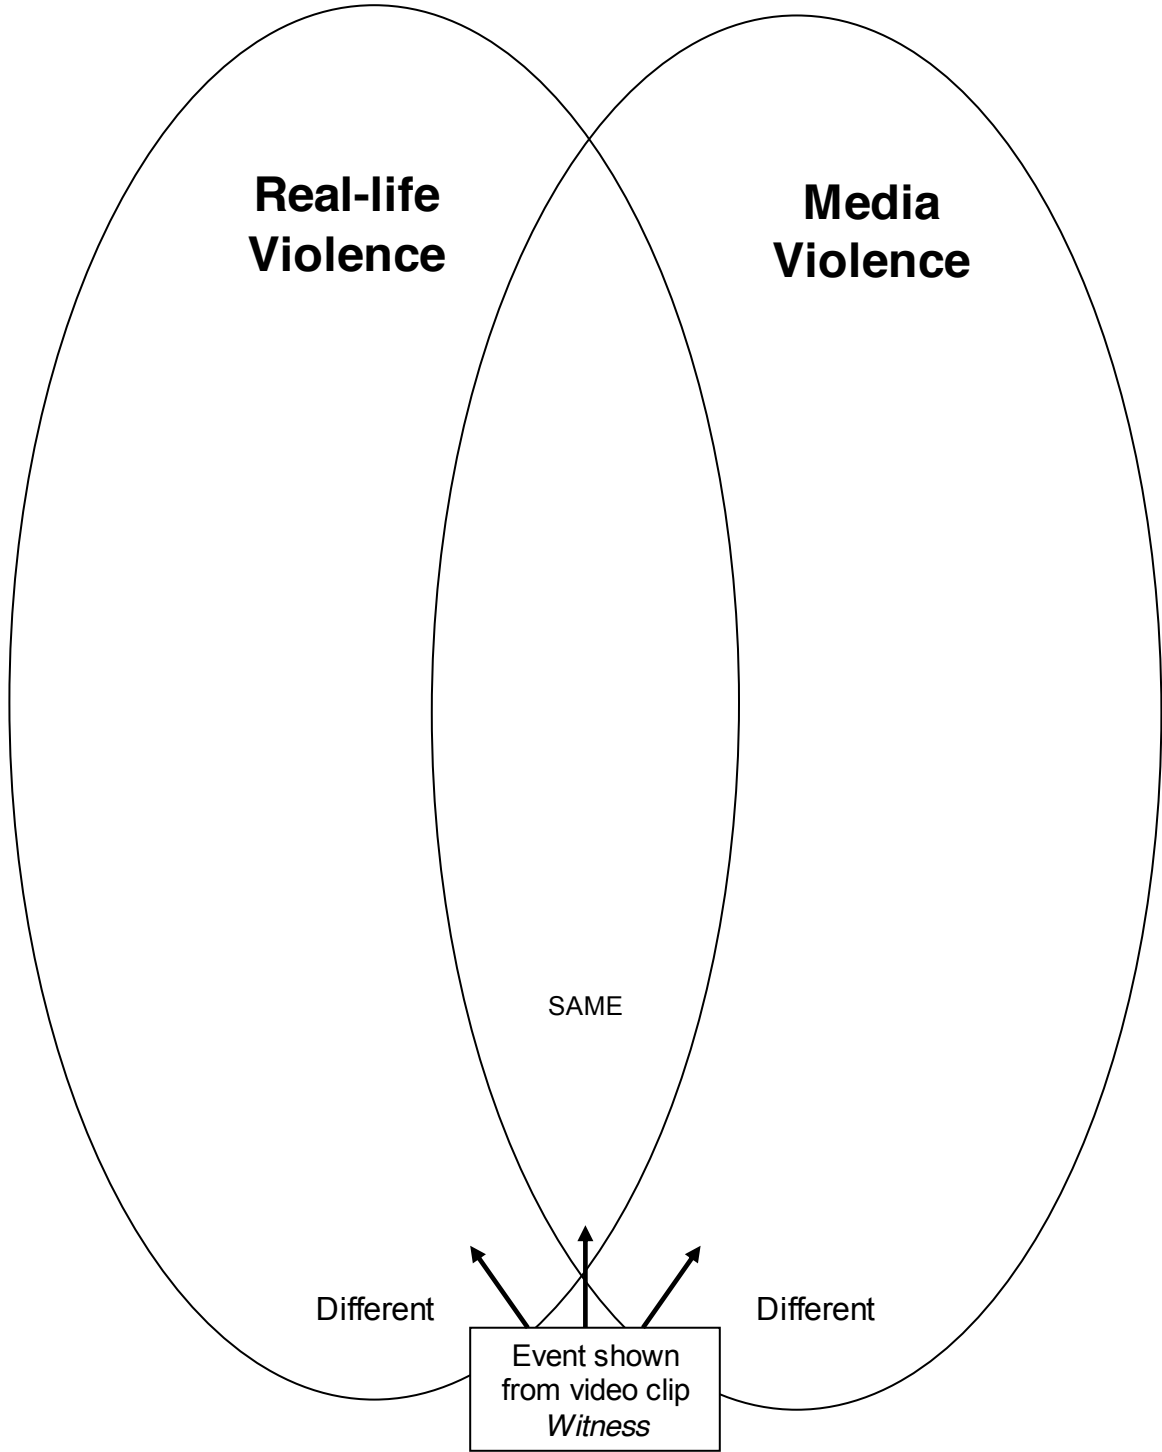 Real-life
Violence
Media
Violence
SAME
Different
Different
Event shown
from video clip
Witness